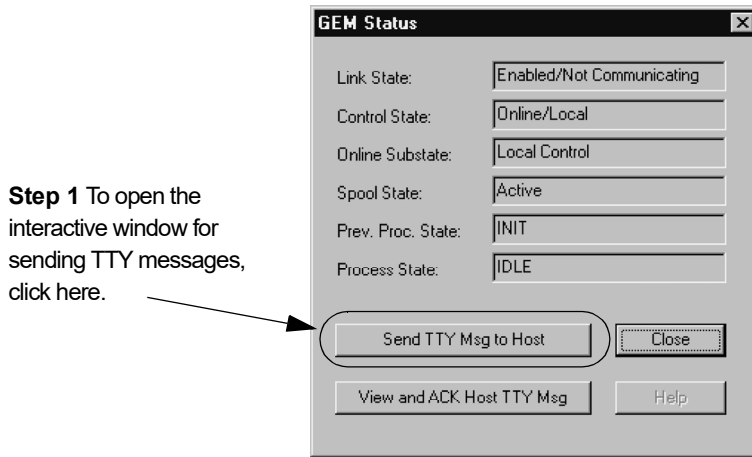 GEM Status
Link State: Enabled/Not Communicating
Control State: Online/Local
Online Substate: Local Control
Spool State: Active
Prev. Proc. State: INIT
Process State: IDLE
Step 1 To open the
interactive window for
sending TTY messages,
click here.
Send TTY Msg to Host Close
View and ACK Host TTY Msg Help